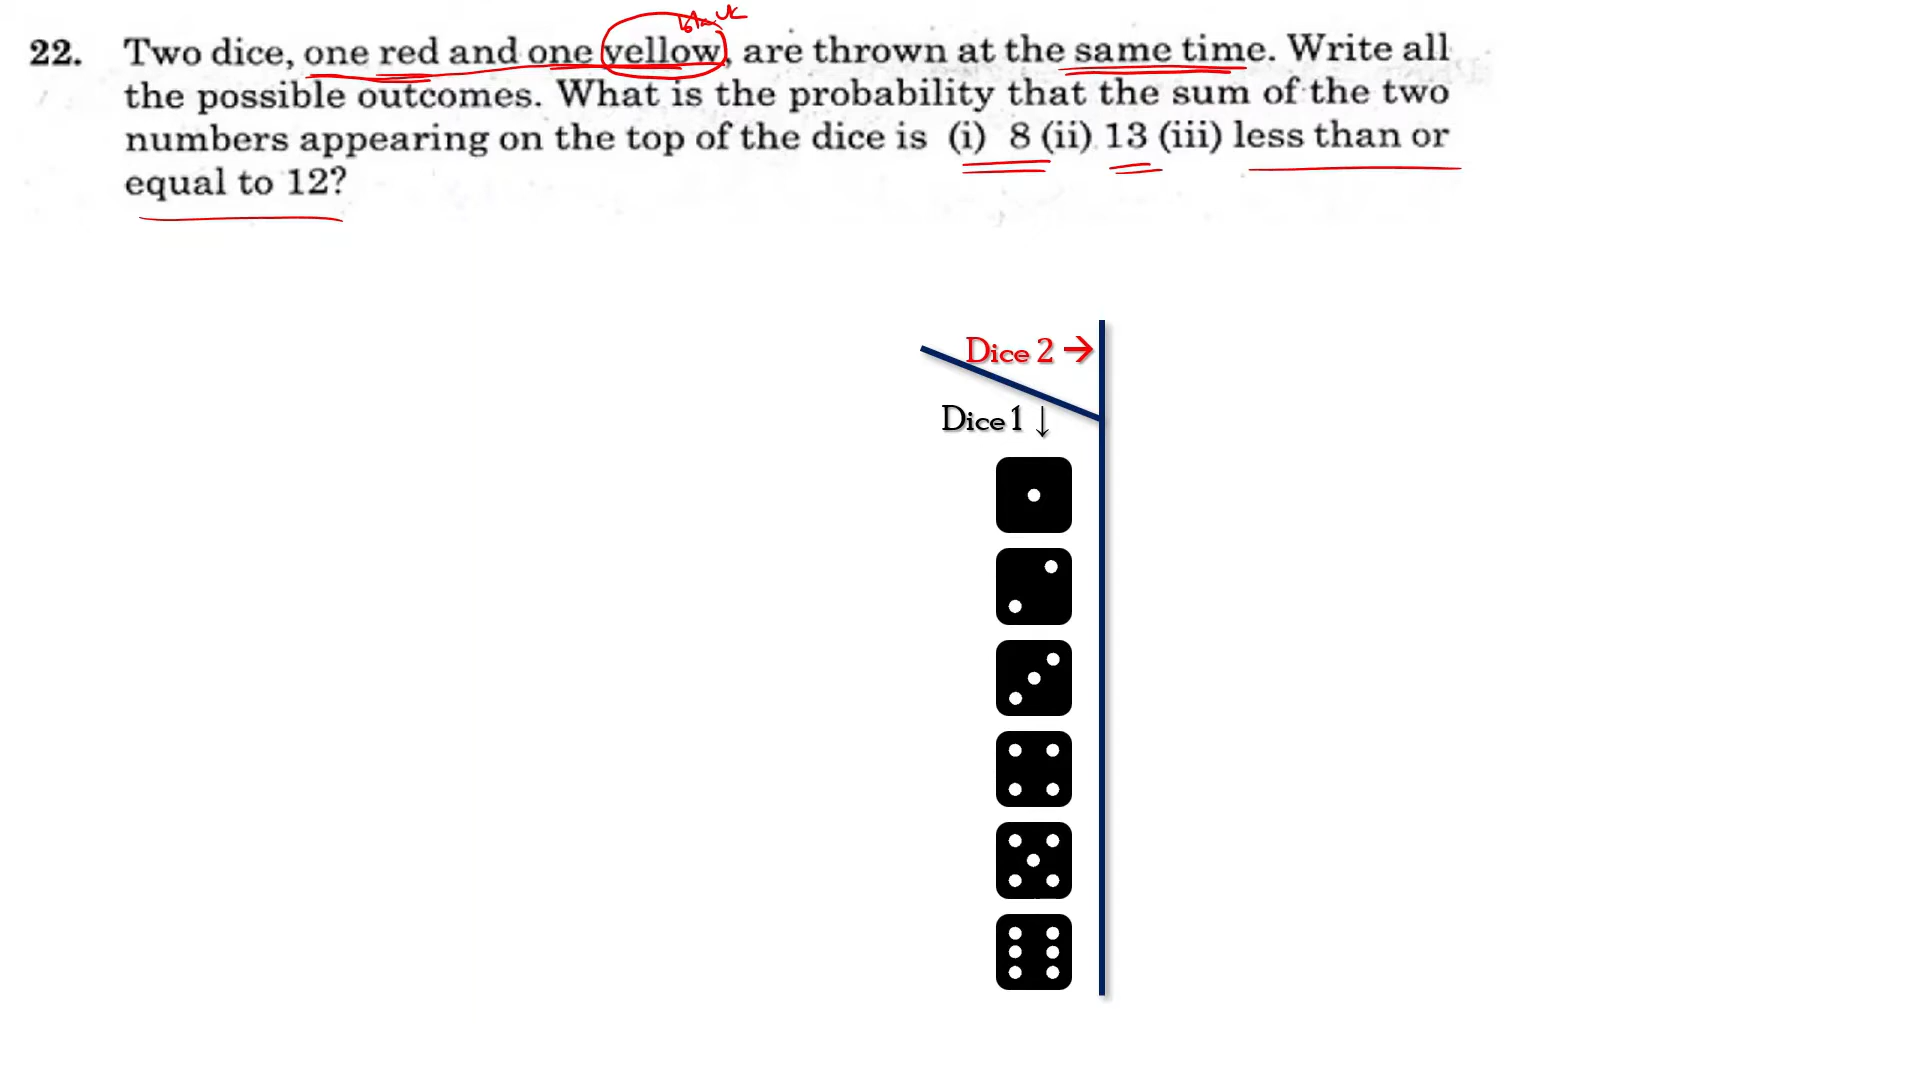 black
22. Two dice, one red and one yellow, are thrown at the same time. Write all
the possible outcomes. What is the probability that the sum of the two
numbers appearing on the top of the dice is (i) 8 (ii) 13 (iii) less than or
equal to 12?
Dice 2 →
Dice 1 ↓